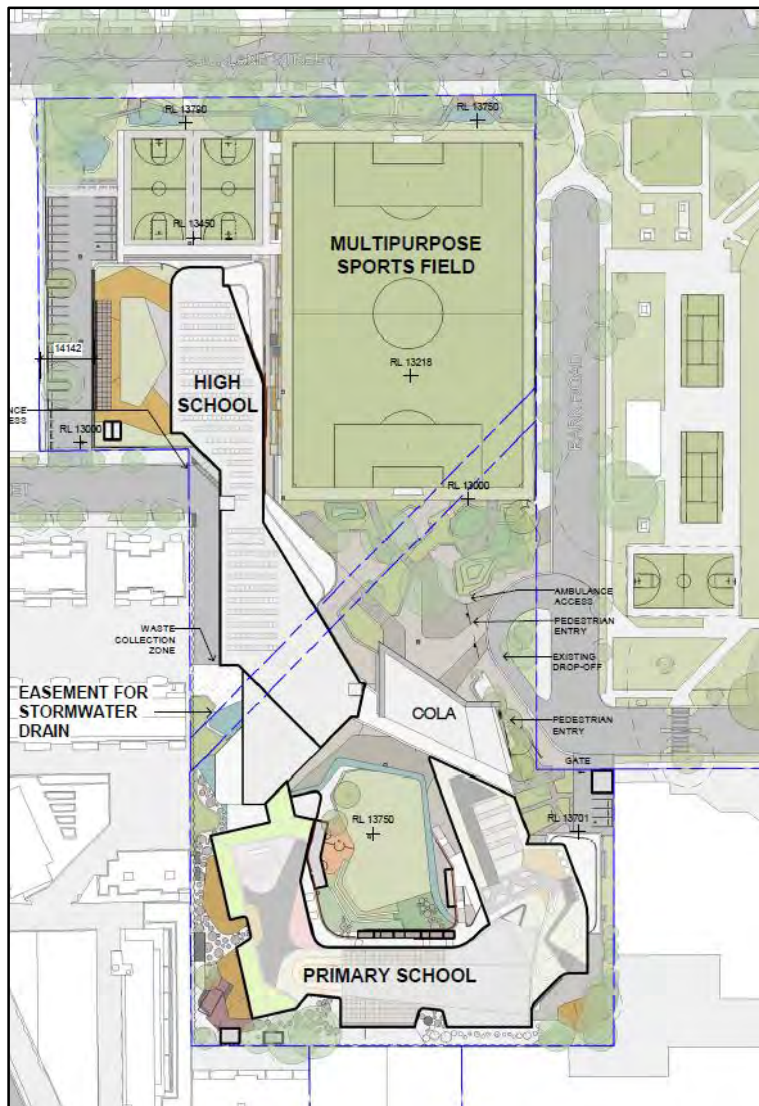 RL 13790
RL 13750
RL 13450
MULTIPURPOSE
SPORTS FIELD
14142
HIGH
SCHOOL
RL 13218
PARK ROAD
RL 13000
RL 13000
AMBULANCE
ACCESS
PEDESTRIAN
ENTRY
WASTE
COLLECTION
ZONE
EXISTING
DROP-OFF
EASEMENT FOR
STORMWATER
DRAIN
COLA
PEDESTRIAN
ENTRY
GATE
RL 13750
RL 13701
PRIMARY SCHOOL